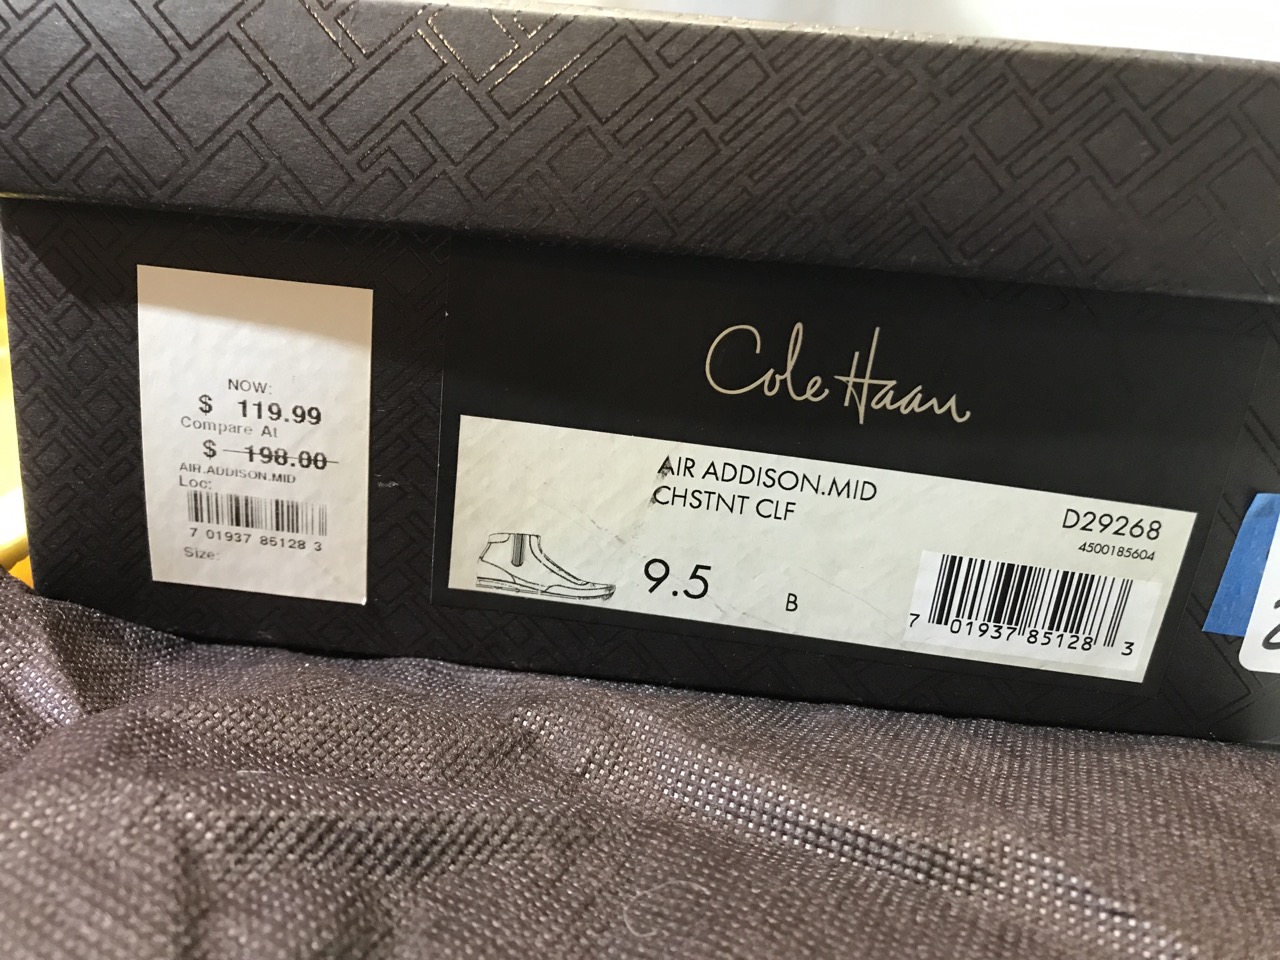 NOW:
$ 119.99
Compare At
$ 198.00
AIR.ADDISON.MID
Loc:
7 01937 85128 3
Size:
Cole Haan
AIR ADDISON.MID
CHSTNT CLF
D29268
4500185604
9.5
B
7 01937 85128 3